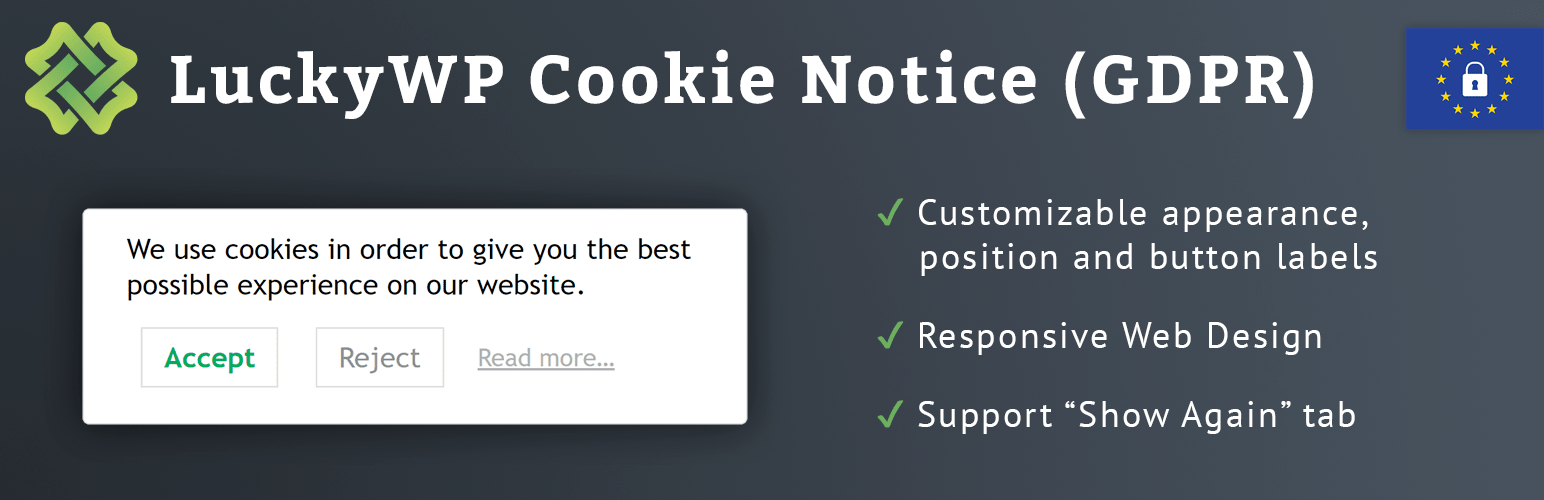 LuckyWP Cookie Notice (GDPR)
We use cookies in order to give you the best
possible experience on our website.
Accept
Reject
Read more...
✓ Customizable appearance,
position and button labels
✓ Responsive Web Design
✓ Support “Show Again” tab